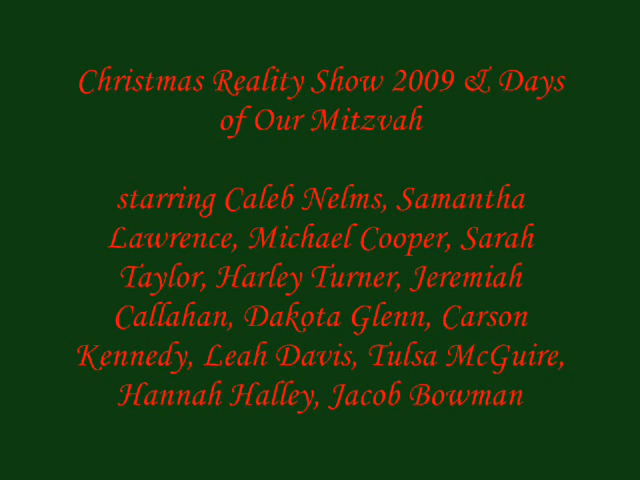 Christmas Reality Show 2009 & Days
of Our Mitzvah
starring Caleb Nelms, Samantha
Lawrence, Michael Cooper, Sarah
Taylor, Harley Turner, Jeremiah
Callahan, Dakota Glenn, Carson
Kennedy, Leah Davis, Tulsa McGuire,
Hannah Halley, Jacob Bowman